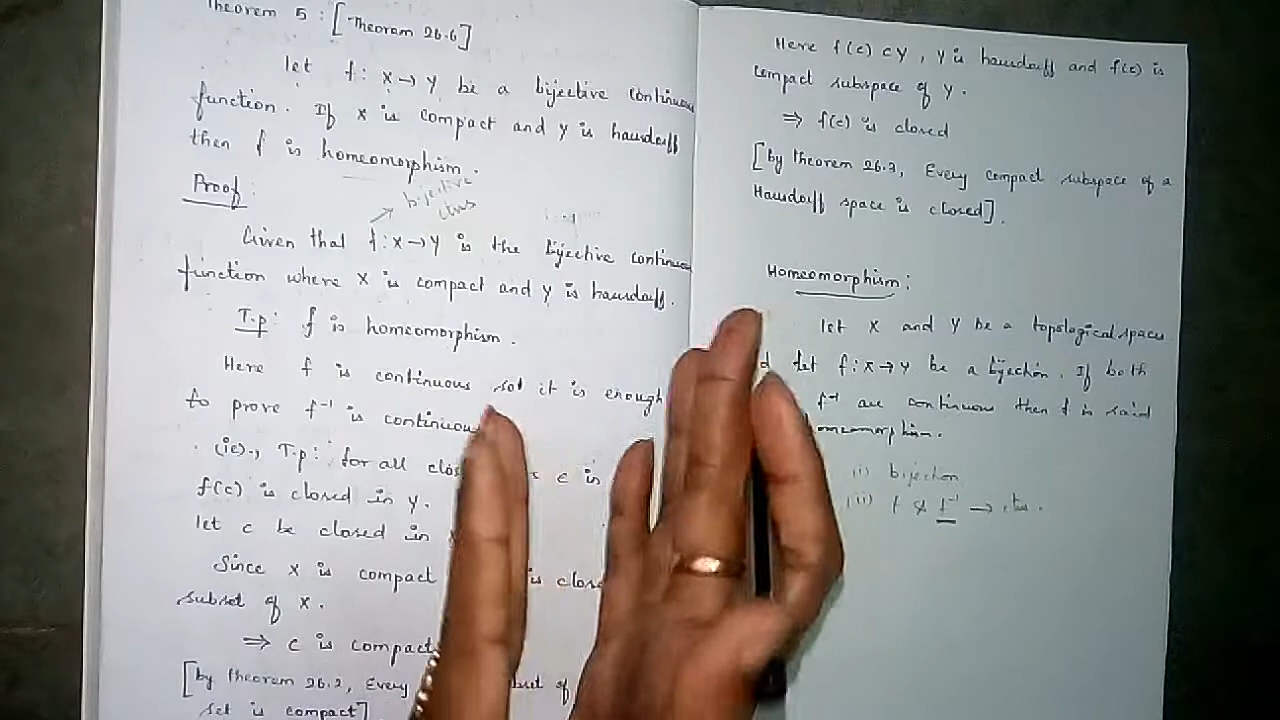 Theorem 5 : [Theorem 26.6]
let f : X → Y be a bijective continuous
function. If X is compact and Y is hausdorff
then f is homeomorphism.
Proof:
bijective
ctns
Given that f : X → Y is the bijective continuous
function where X is compact and Y is hausdorff.
T.p: f is homeomorphism.
Here f is continuous so it is enough
to prove f⁻¹ is continuous
(ie)., T.p: for all c in
f(c) is closed in Y.
let c be closed in
Since X is compact is
subset of X.
⇒ c is compact
[by theorem 26.2, Every of
set is compact]
Here f(c) ⊂ Y, Y is hausdorff and f(c) is
compact subspace of Y.
⇒ f(c) is closed
[by theorem 26.3, Every compact subspace of a
Hausdorff space is closed].
Homeomorphism:
let X and Y be a topological spaces
let f : X → Y be a bijection. If both
f⁻¹ are continuous then f is said
(i) bijection
(ii) f & f⁻¹ → ctns.